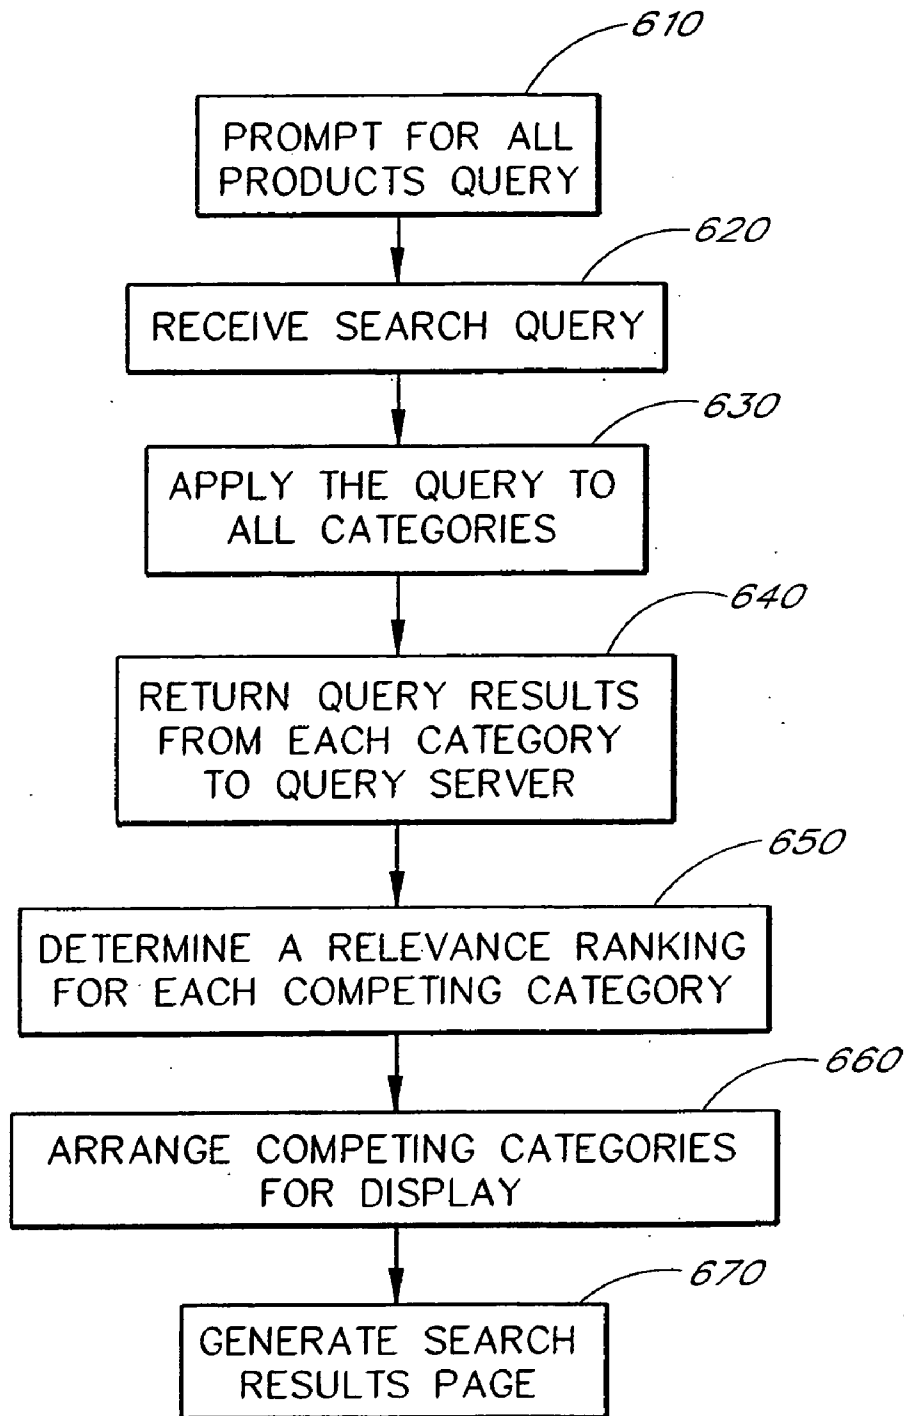 610
PROMPT FOR ALL
PRODUCTS QUERY
620
RECEIVE SEARCH QUERY
630
APPLY THE QUERY TO
ALL CATEGORIES
640
RETURN QUERY RESULTS
FROM EACH CATEGORY
TO QUERY SERVER
650
DETERMINE A RELEVANCE RANKING
FOR EACH COMPETING CATEGORY
660
ARRANGE COMPETING CATEGORIES
FOR DISPLAY
670
GENERATE SEARCH
RESULTS PAGE